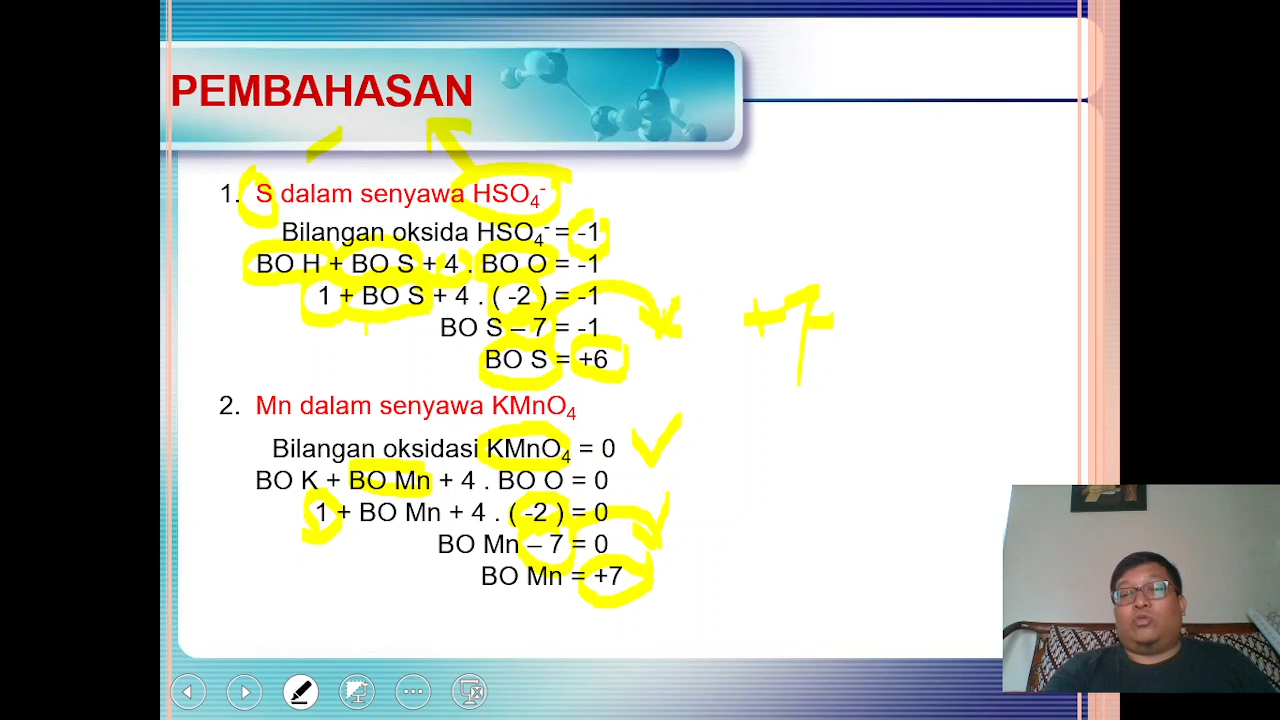 PEMBAHASAN
1. S dalam senyawa HSO₄⁻
Bilangan oksida HSO₄⁻ = -1
BO H + BO S + 4 . BO O = -1
1 + BO S + 4 . ( -2 ) = -1
BO S – 7 = -1
BO S = +6
+7
2. Mn dalam senyawa KMnO₄
Bilangan oksidasi KMnO₄ = 0
BO K + BO Mn + 4 . BO O = 0
1 + BO Mn + 4 . ( -2 ) = 0
BO Mn – 7 = 0
BO Mn = +7